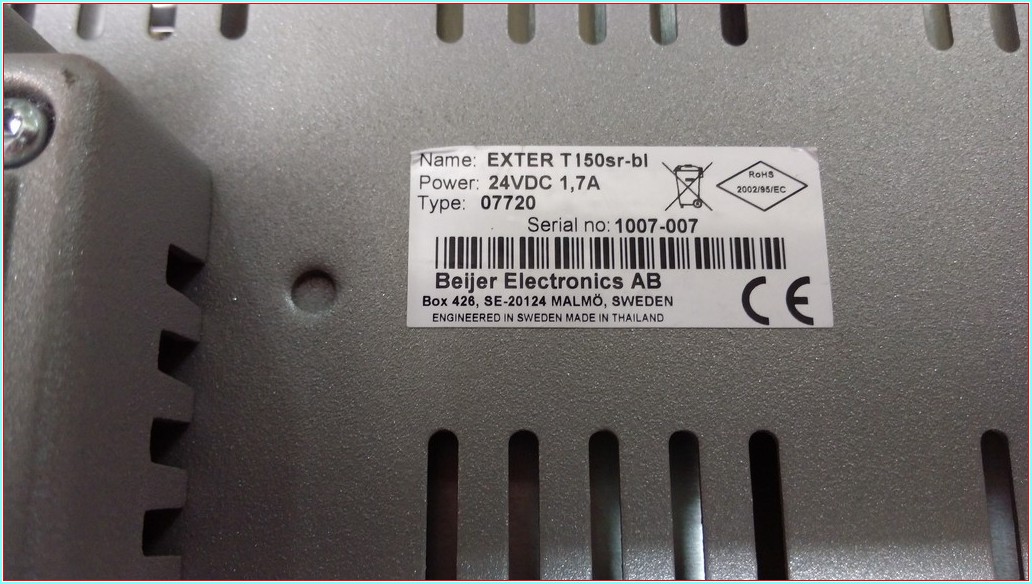 Name: EXTER T150sr-bl
Power: 24VDC 1,7A
Type: 07720
RoHS
2002/95/EC
Serial no: 1007-007
Beijer Electronics AB
Box 426, SE-20124 MALMÖ, SWEDEN
ENGINEERED IN SWEDEN MADE IN THAILAND
CE